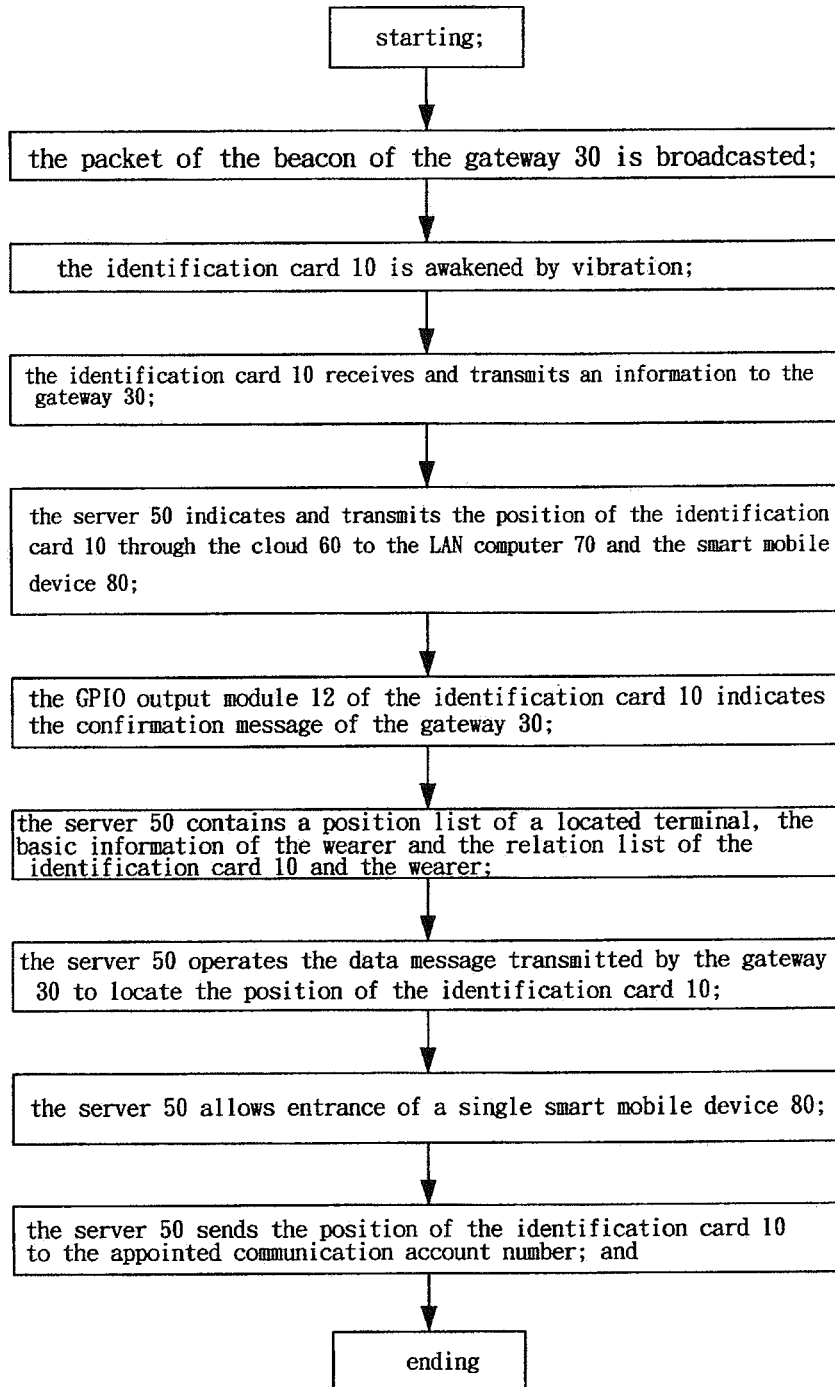 starting;
the packet of the beacon of the gateway 30 is broadcasted;
the identification card 10 is awakened by vibration;
the identification card 10 receives and transmits an information to the
gateway 30;
the server 50 indicates and transmits the position of the identification
card 10 through the cloud 60 to the LAN computer 70 and the smart mobile
device 80;
the GPIO output module 12 of the identification card 10 indicates
the confirmation message of the gateway 30;
the server 50 contains a position list of a located terminal, the
basic information of the wearer and the relation list of the
identification card 10 and the wearer;
the server 50 operates the data message transmitted by the gateway
30 to locate the position of the identification card 10;
the server 50 allows entrance of a single smart mobile device 80;
the server 50 sends the position of the identification card 10
to the appointed communication account number; and
ending